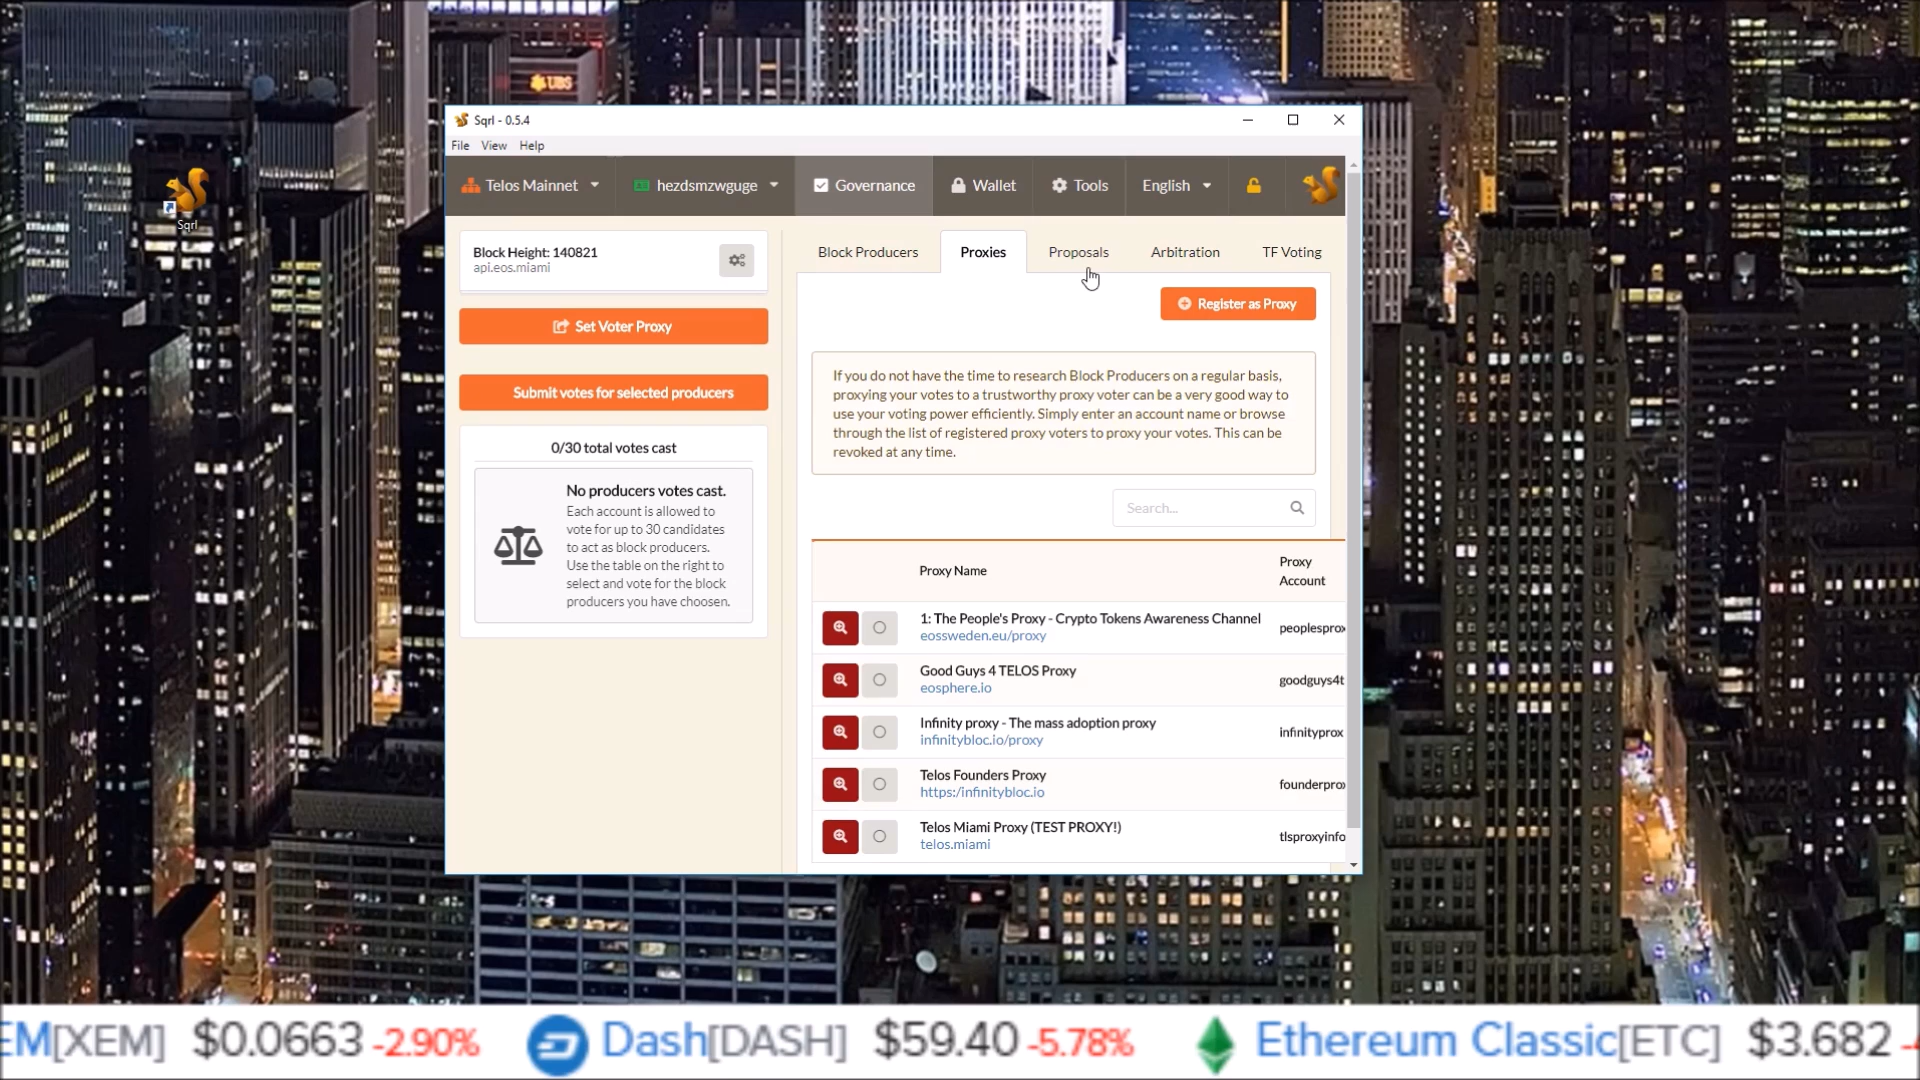 UBS
Sqrl - 0.5.4
File View Help
Telos Mainnet hezdsmzwguge Governance Wallet Tools English
Sqrl
Block Height: 140821
api.eos.miami
Set Voter Proxy
Submit votes for selected producers
0/30 total votes cast
No producers votes cast.
Each account is allowed to
vote for up to 30 candidates
to act as block producers.
Use the table on the right to
select and vote for the block
producers you have choosen.
Block Producers Proxies Proposals Arbitration TF Voting
Register as Proxy
If you do not have the time to research Block Producers on a regular basis,
proxying your votes to a trustworthy proxy voter can be a very good way to
use your voting power efficiently. Simply enter an account name or browse
through the list of registered proxy voters to proxy your votes. This can be
revoked at any time.
Search...
Proxy Name
Proxy
Account
1: The People's Proxy - Crypto Tokens Awareness Channel
eossweden.eu/proxy
peoplesprox
Good Guys 4 TELOS Proxy
eosphere.io
goodguys4t
Infinity proxy - The mass adoption proxy
infinitybloc.io/proxy
infinityprox
Telos Founders Proxy
https:/infinitybloc.io
founderprox
Telos Miami Proxy (TEST PROXY!)
telos.miami
tlsproxyinfo
EM[XEM] $0.0663 -2.90% Dash[DASH] $59.40 -5.78% Ethereum Classic[ETC] $3.682 -4